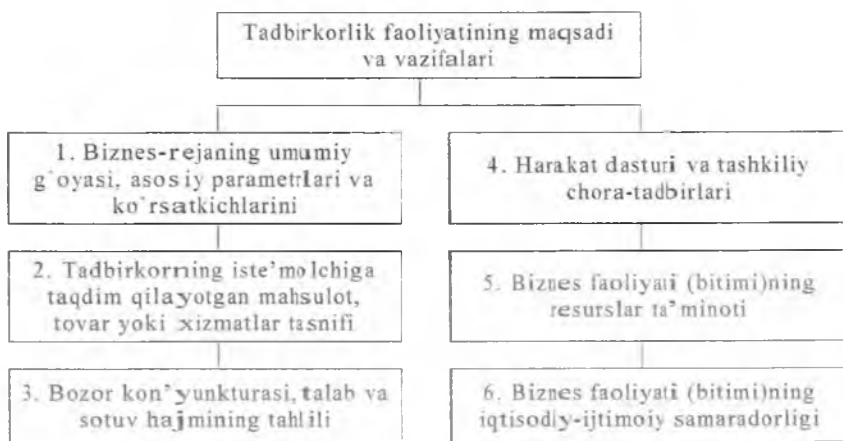 Tadbirkorlik faoliyatining maqsadi
va vazifalari
1. Biznes-rejaning umumiy
g`oyasi, asosiy parametrlari va
ko`rsatkichlarini
2. Tadbirkorning iste’molchiga
taqdim qilayotgan mahsulot,
tovar yoki xizmatlar tasnifi
3. Bozor kon’yunkturasi, talab va
sotuv hajmining tahlili
4. Harakat dasturi va tashkiliy
chora-tadbirlari
5. Biznes faoliyati (bitimi)ning
resurslar ta’minoti
6. Biznes faoliyati (bitimi)ning
iqtisodiy-ijtimoiy samaradorligi